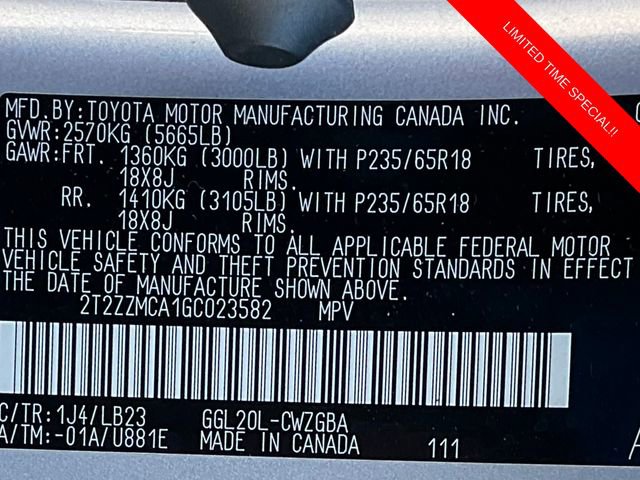 LIMITED TIME SPECIAL!!
MFD.BY:TOYOTA MOTOR MANUFACTURING CANADA INC.
GVWR:2570KG (5665LB)
GAWR:FRT. 1360KG (3000LB) WITH P235/65R18 TIRES,
18X8J RIMS.
RR. 1410KG (3105LB) WITH P235/65R18 TIRES,
18X8J RIMS.
THIS VEHICLE CONFORMS TO ALL APPLICABLE FEDERAL MOTOR
VEHICLE SAFETY AND THEFT PREVENTION STANDARDS IN EFFECT
THE DATE OF MANUFACTURE SHOWN ABOVE.
2T2ZZMCA1GC023582 MPV
C/TR:1J4/LB23 GGL20L-CWZGBA
A/TM:-01A/U881E MADE IN CANADA 111